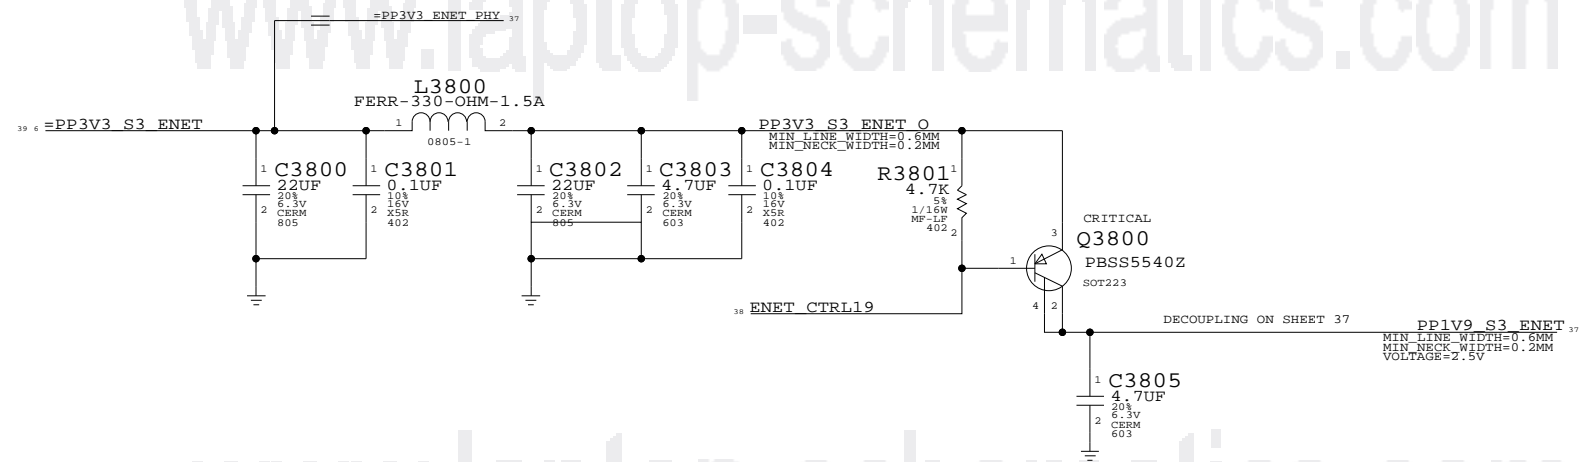 www.laptop-schematics.com
=PP3V3_ENET_PHY 37
L3800
FERR-330-OHM-1.5A
1 2
0805-1
39 6 =PP3V3_S3_ENET
PP3V3_S3_ENET_O
MIN_LINE_WIDTH=0.6MM
MIN_NECK_WIDTH=0.2MM
1 C3800
22UF
20%
6.3V
2 CERM
805
1 C3801
0.1UF
10%
16V
2 X5R
402
1 C3802
22UF
20%
6.3V
2 CERM
805
1 C3803
4.7UF
20%
6.3V
2 CERM
603
1 C3804
0.1UF
10%
16V
2 X5R
402
R3801 1
4.7K
5%
1/16W
MF-LF
402 2
CRITICAL
3 Q3800
1 PBSS5540Z
SOT223
4 2
38 ENET_CTRL19
DECOUPLING ON SHEET 37
PP1V9_S3_ENET 37
MIN_LINE_WIDTH=0.6MM
MIN_NECK_WIDTH=0.2MM
VOLTAGE=2.5V
1 C3805
4.7UF
20%
6.3V
2 CERM
603
www.laptop-schematics.com